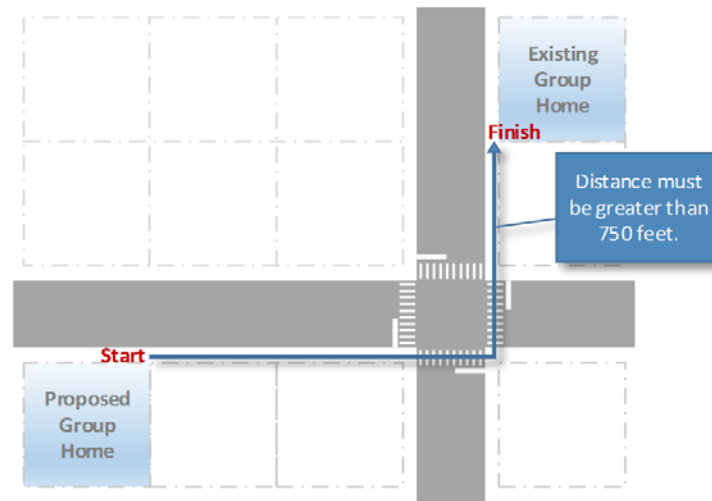 Existing
Group
Home
Finish
Distance must
be greater than
750 feet.
Start
Proposed
Group
Home